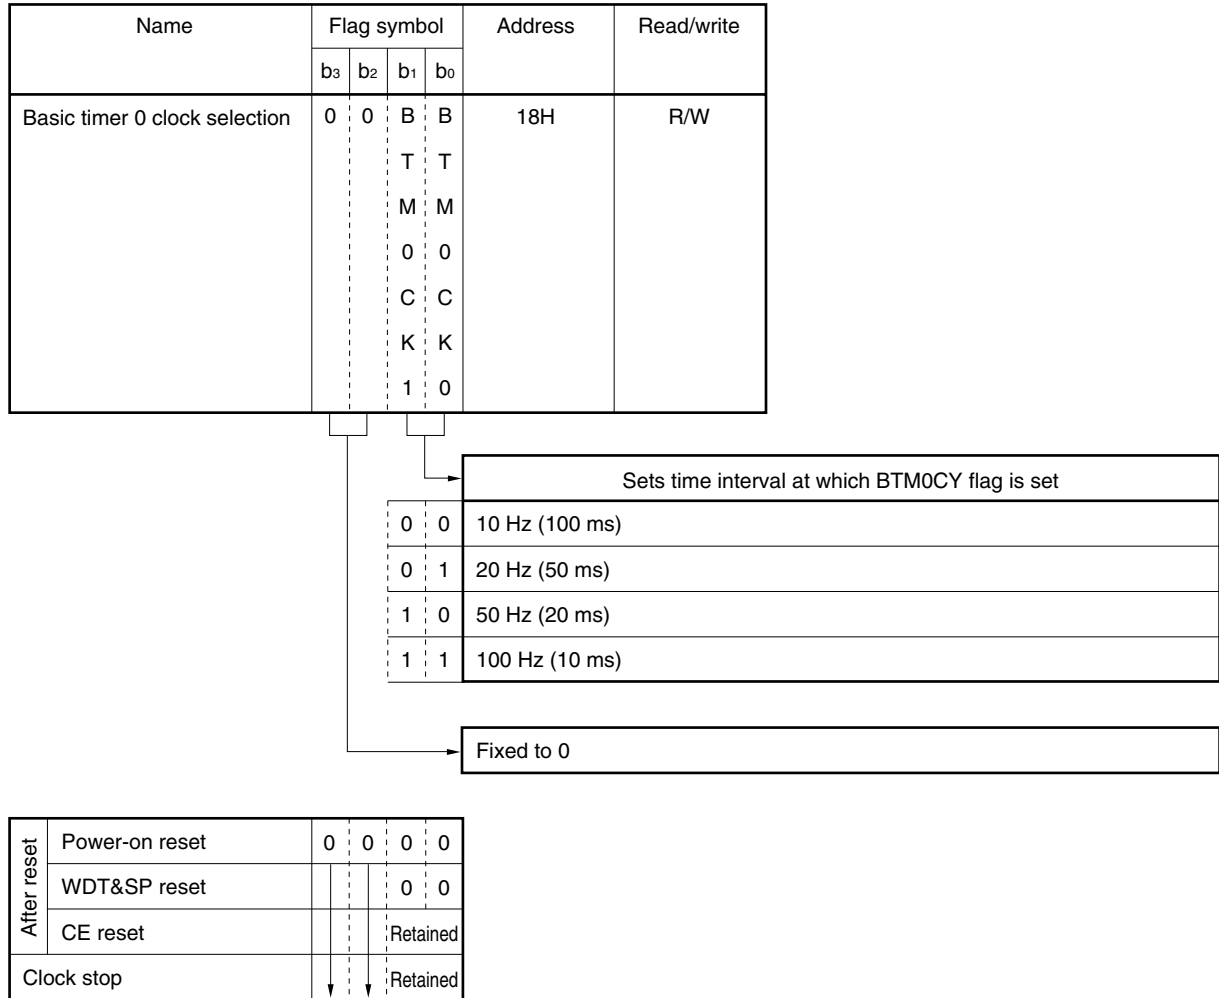 Name Flag symbol Address Read/write
b3 b2 b1 b0
Basic timer 0 clock selection 0 0 B B 18H R/W
T T
M M
0 0
C C
K K
1 0
Sets time interval at which BTM0CY flag is set
0 0 10 Hz (100 ms)
0 1 20 Hz (50 ms)
1 0 50 Hz (20 ms)
1 1 100 Hz (10 ms)
Fixed to 0
After reset
Power-on reset 0 0 0 0
WDT&SP reset 0 0
CE reset Retained
Clock stop Retained